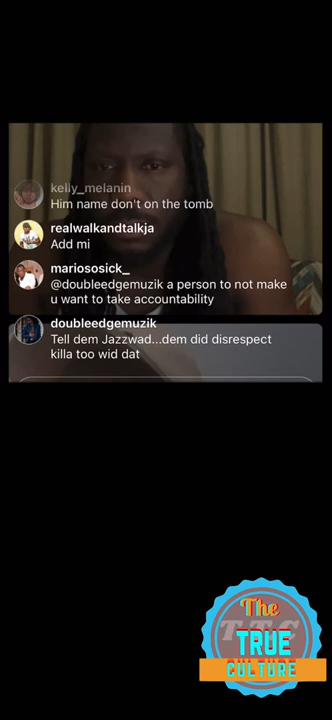 kelly_melanin
Him name don't on the tomb
realwalkandtalkja
Add mi
mariososick_
@doubleedgemuzik a person to not make
u want to take accountability
doubleedgemuzik
Tell dem Jazzwad...dem did disrespect
killa too wid dat
The
T.T.C
TRUE
CULTURE